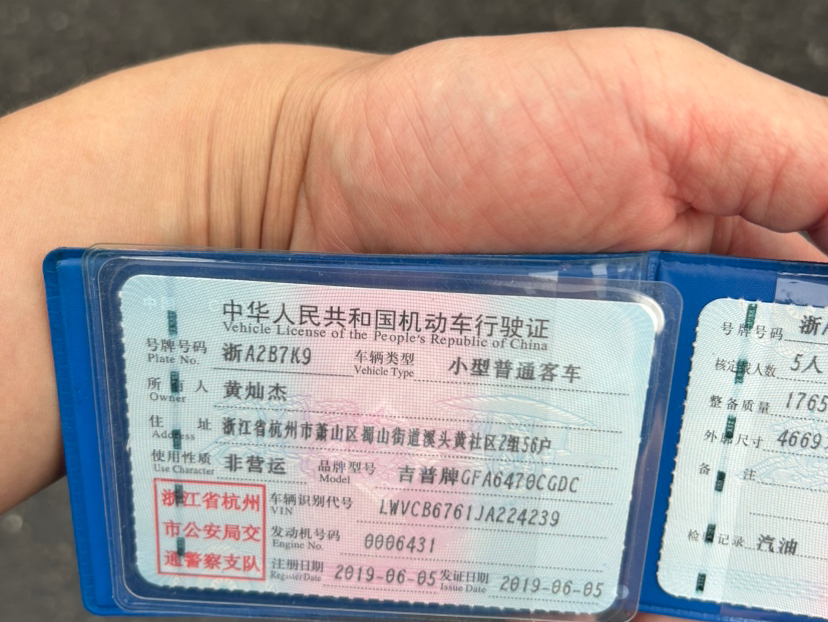 中华人民共和国机动车行驶证
Vehicle License of the People's Republic of China
号牌号码 浙A2B7K9 车辆类型 小型普通客车
Plate No. Vehicle Type
所有人 黄灿杰
Owner
住址 浙江省杭州市萧山区蜀山街道溪头黄社区2组56户
Address
使用性质 非营运 品牌型号 吉普牌GFA6470CGDC
Use Character Model
浙江省杭州
市公安局交
通警察支队
车辆识别代号 LWVCB6761JA224239
VIN
发动机号码 0006431
Engine No.
注册日期 2019-06-05 发证日期 2019-06-05
Register Date Issue Date
号牌号码 浙A
核定载人数 5人
整备质量 1765
外廓尺寸 4669
备注
检验记录 汽油